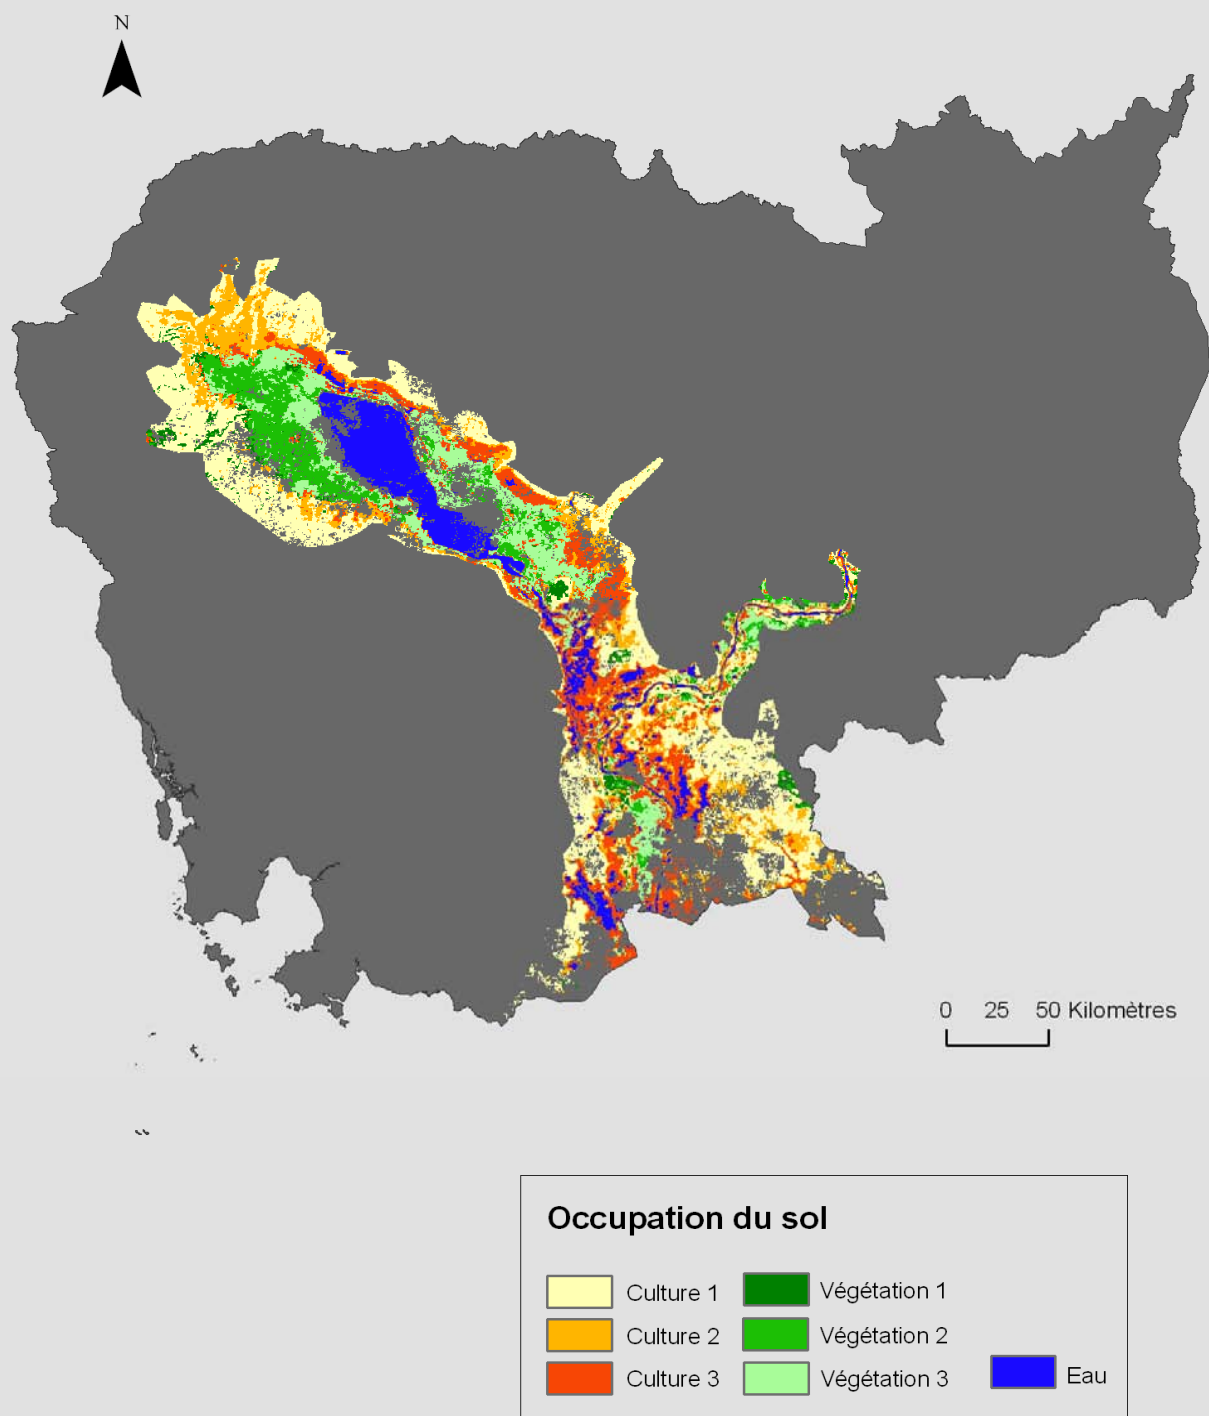 N
0 25 50 Kilomètres
Occupation du sol
Culture 1 Végétation 1
Culture 2 Végétation 2
Culture 3 Végétation 3 Eau